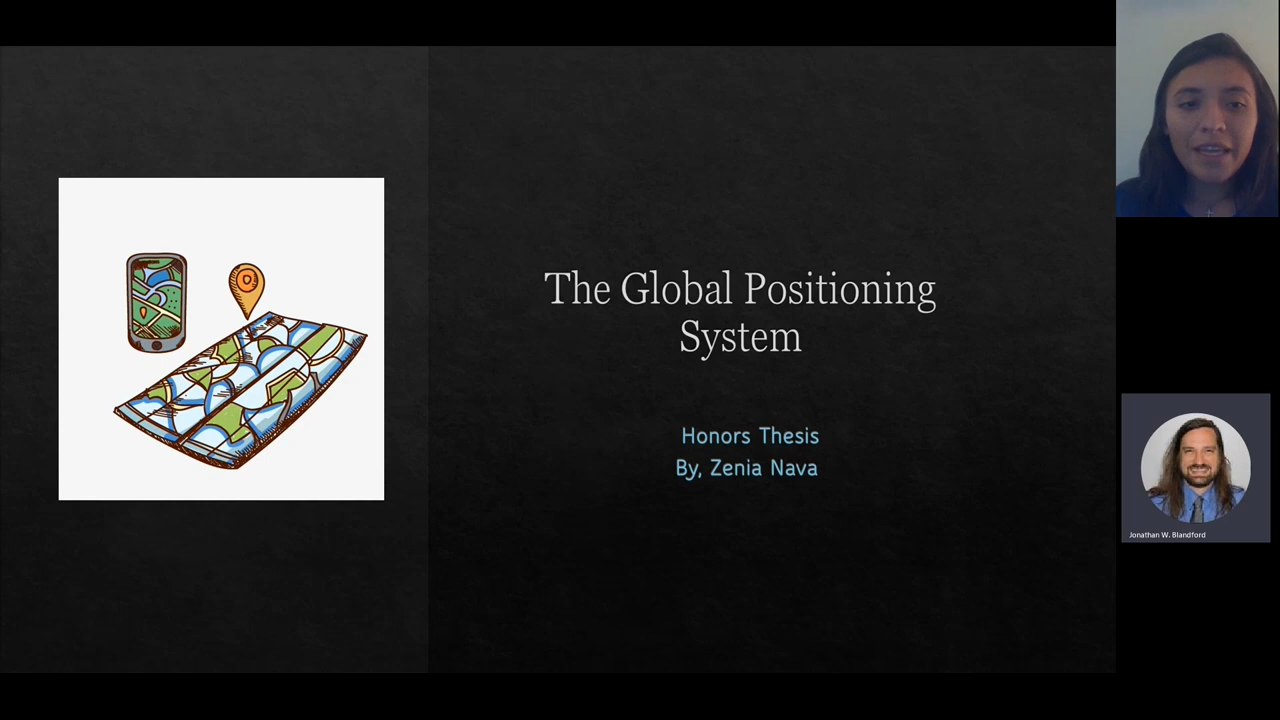 The Global Positioning
System
Honors Thesis
By, Zenia Nava
Jonathan W. Blandford